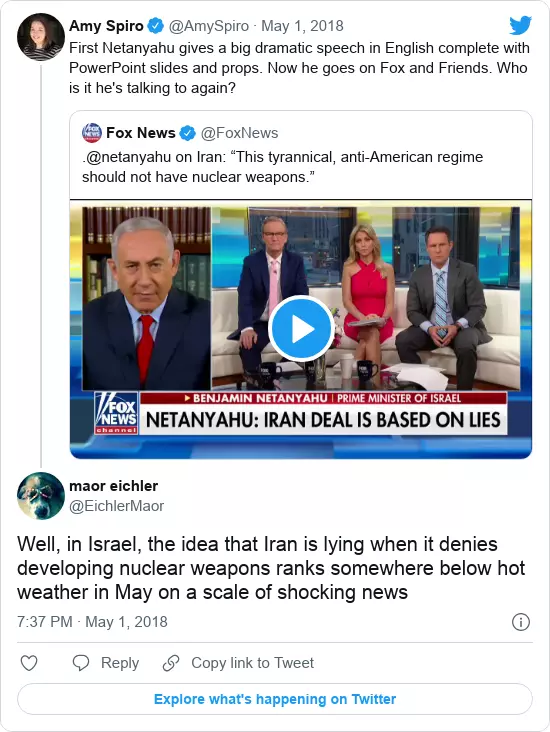 Amy Spiro @AmySpiro · May 1, 2018
First Netanyahu gives a big dramatic speech in English complete with
PowerPoint slides and props. Now he goes on Fox and Friends. Who
is it he's talking to again?
Fox News @FoxNews
.@netanyahu on Iran: “This tyrannical, anti-American regime
should not have nuclear weapons.”
BENJAMIN NETANYAHU | PRIME MINISTER OF ISRAEL
FOX
NEWS
channel
NETANYAHU: IRAN DEAL IS BASED ON LIES
maor eichler
@EichlerMaor
Well, in Israel, the idea that Iran is lying when it denies
developing nuclear weapons ranks somewhere below hot
weather in May on a scale of shocking news
7:37 PM · May 1, 2018
Reply Copy link to Tweet
Explore what's happening on Twitter